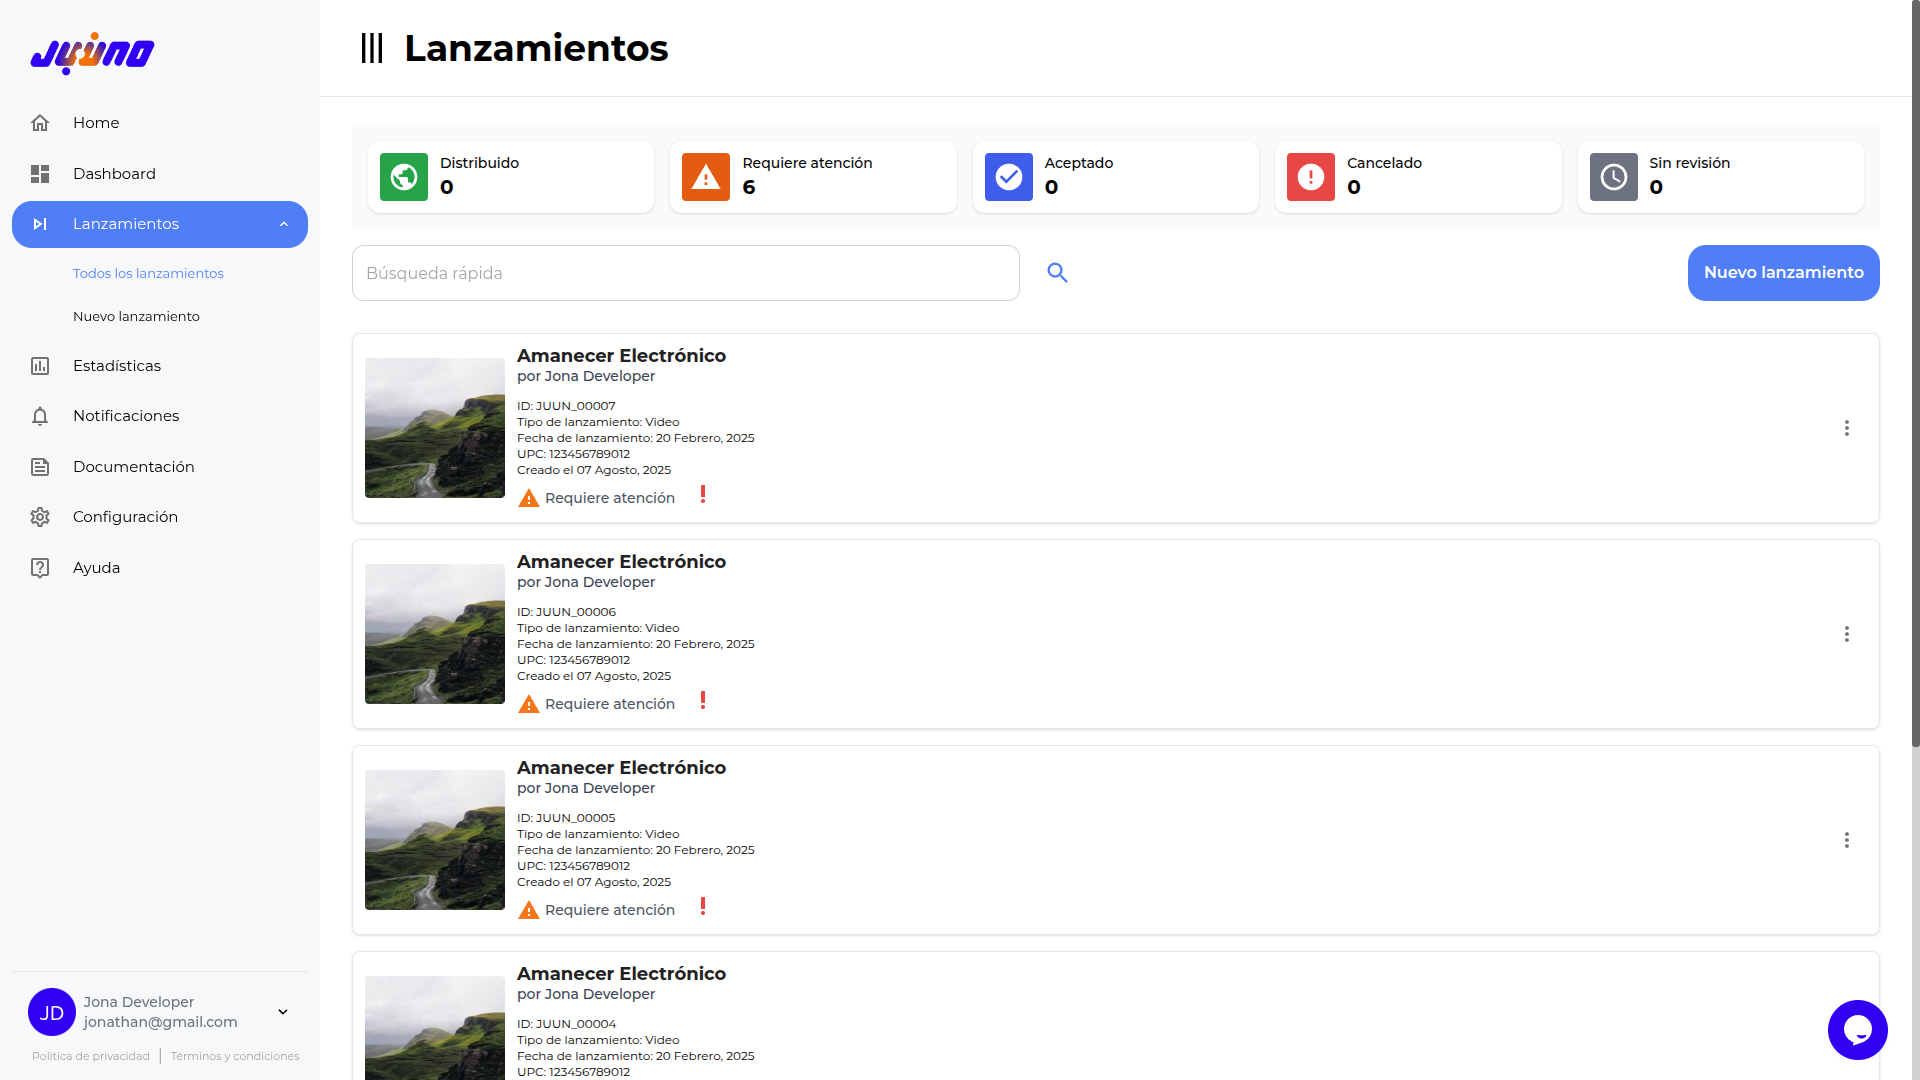 Juuno
Home
Dashboard
Lanzamientos
Todos los lanzamientos
Nuevo lanzamiento
Estadísticas
Notificaciones
Documentación
Configuración
Ayuda
JD
Jona Developer
jonathan@gmail.com
Politica de privacidad
Términos y condiciones
Lanzamientos
Distribuido
0
Requiere atención
6
Aceptado
0
Cancelado
0
Sin revisión
0
Búsqueda rápida
Nuevo lanzamiento
Amanecer Electrónico
por Jona Developer
ID: JUUN_00007
Tipo de lanzamiento: Video
Fecha de lanzamiento: 20 Febrero, 2025
UPC: 123456789012
Creado el 07 Agosto, 2025
Requiere atención
Amanecer Electrónico
por Jona Developer
ID: JUUN_00006
Tipo de lanzamiento: Video
Fecha de lanzamiento: 20 Febrero, 2025
UPC: 123456789012
Creado el 07 Agosto, 2025
Requiere atención
Amanecer Electrónico
por Jona Developer
ID: JUUN_00005
Tipo de lanzamiento: Video
Fecha de lanzamiento: 20 Febrero, 2025
UPC: 123456789012
Creado el 07 Agosto, 2025
Requiere atención
Amanecer Electrónico
por Jona Developer
ID: JUUN_00004
Tipo de lanzamiento: Video
Fecha de lanzamiento: 20 Febrero, 2025
UPC: 123456789012